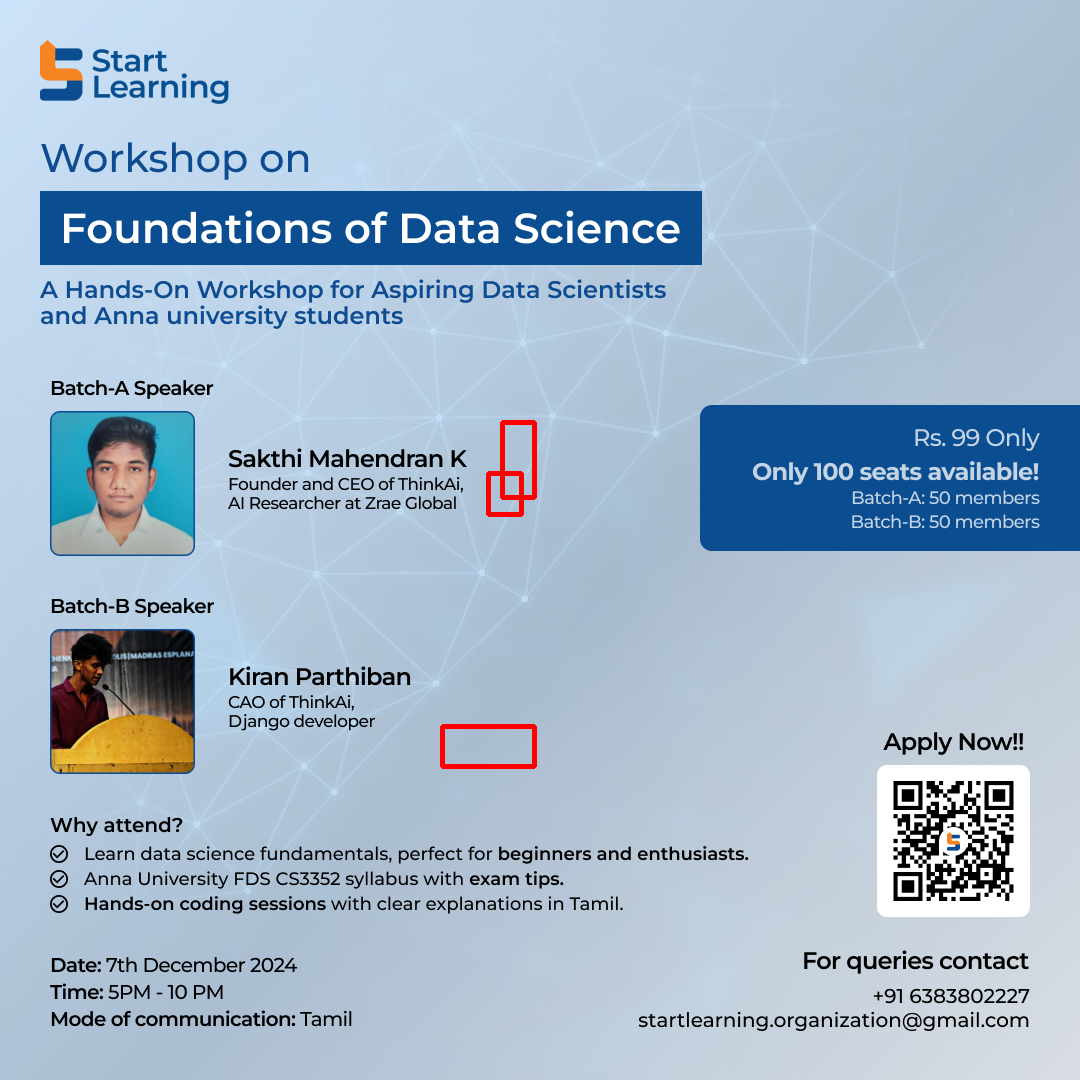 Start
Learning
Workshop on
Foundations of Data Science
A Hands-On Workshop for Aspiring Data Scientists
and Anna university students
Batch-A Speaker
Sakthi Mahendran K
Founder and CEO of ThinkAi,
AI Researcher at Zrae Global
Rs. 99 Only
Only 100 seats available!
Batch-A: 50 members
Batch-B: 50 members
Batch-B Speaker
Kiran Parthiban
CAO of ThinkAi,
Django developer
Apply Now!!
Why attend?
Learn data science fundamentals, perfect for beginners and enthusiasts.
Anna University FDS CS3352 syllabus with exam tips.
Hands-on coding sessions with clear explanations in Tamil.
Date: 7th December 2024
Time: 5PM - 10 PM
Mode of communication: Tamil
For queries contact
+91 6383802227
startlearning.organization@gmail.com